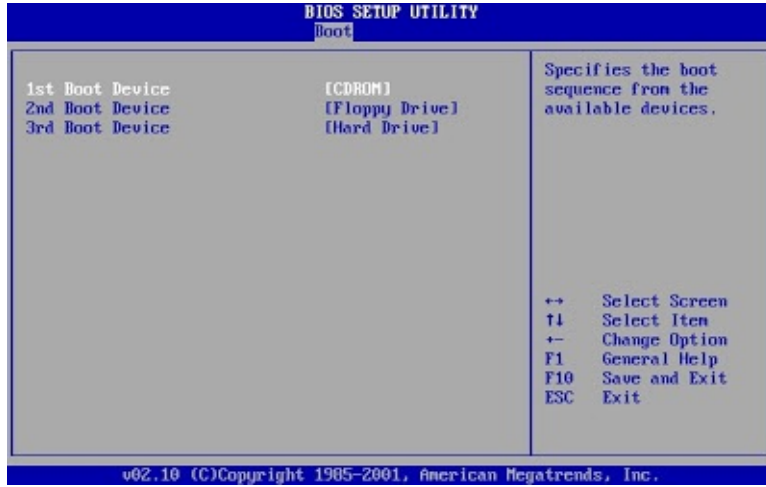 BIOS SETUP UTILITY
Boot
1st Boot Device [CDROM]
2nd Boot Device [Floppy Drive]
3rd Boot Device [Hard Drive]
Specifies the boot
sequence from the
available devices.
↔ Select Screen
↑↓ Select Item
+- Change Option
F1 General Help
F10 Save and Exit
ESC Exit
v02.10 (C)Copyright 1985-2001, American Megatrends, Inc.